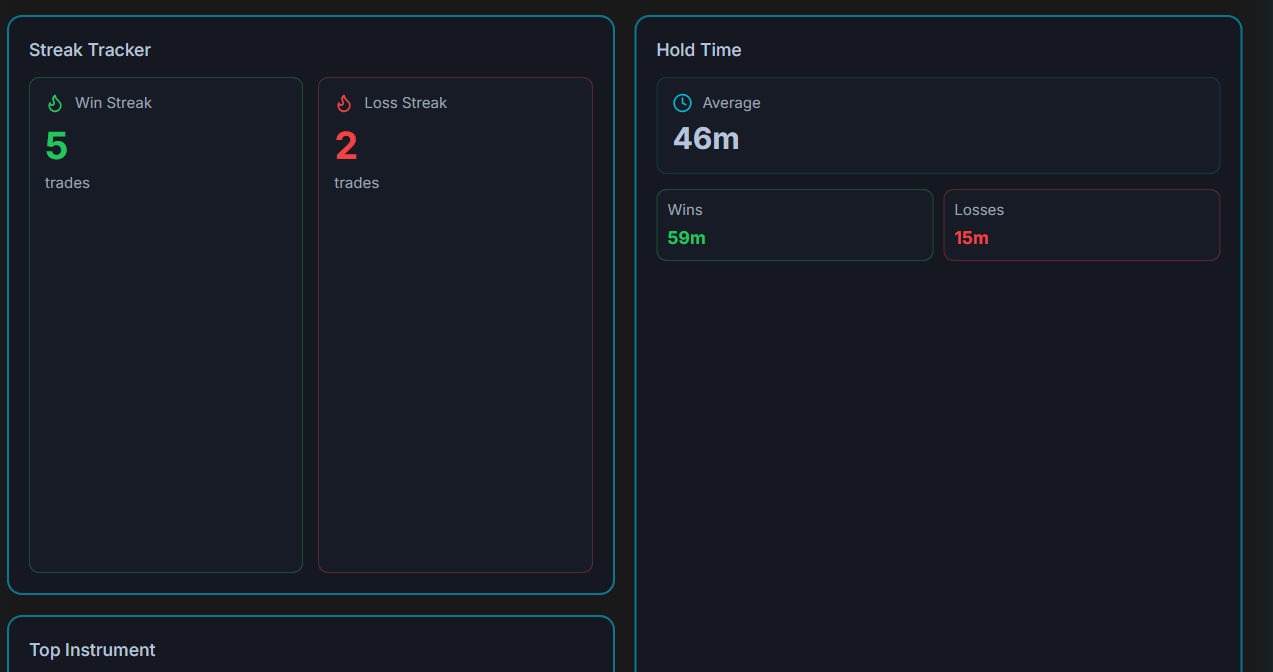 Streak Tracker
Win Streak
5
trades
Loss Streak
2
trades
Hold Time
Average
46m
Wins
59m
Losses
15m
Top Instrument